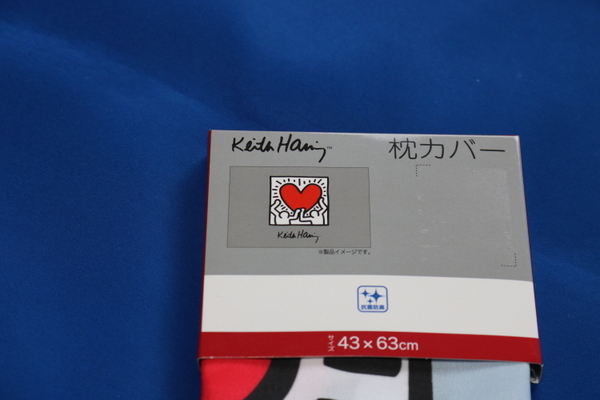 Keith Haring™
枕カバー
Keith Haring
※製品イメージです。
抗菌防臭
サイズ 43×63cm